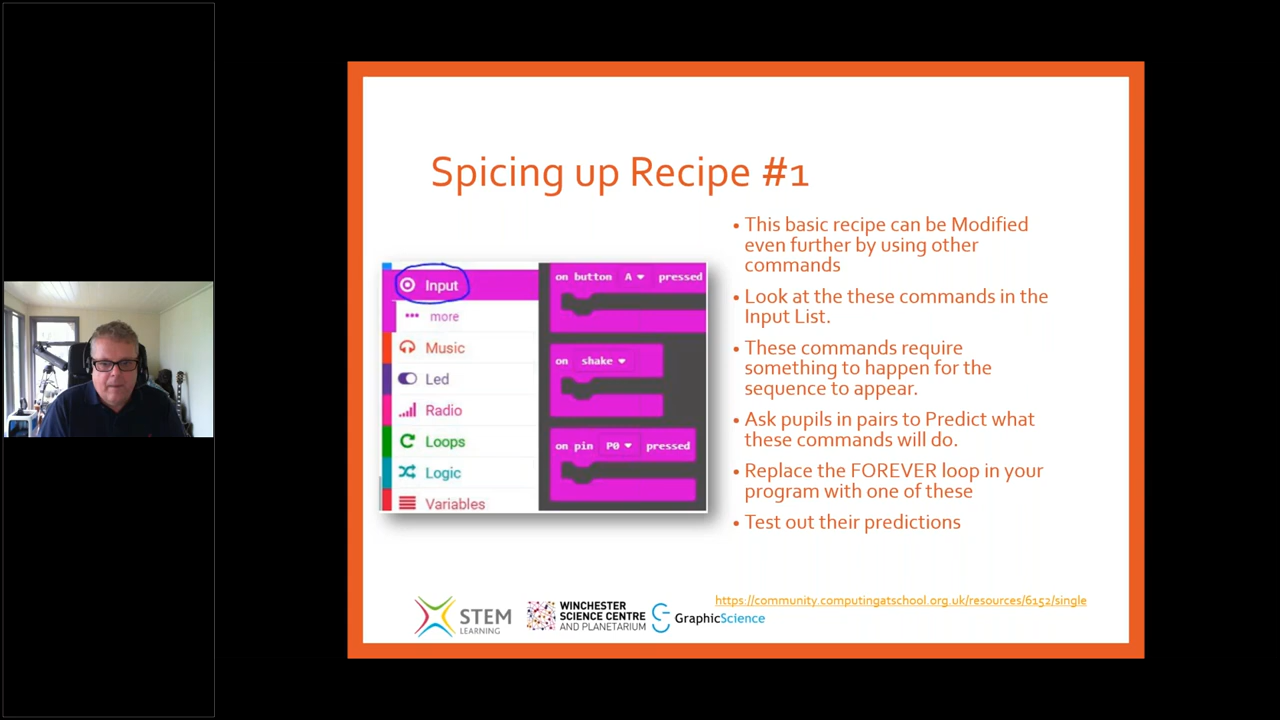 Spicing up Recipe #1
Input
more
Music
Led
Radio
Loops
Logic
Variables
on button A pressed
on shake
on pin P0 pressed
• This basic recipe can be Modified
even further by using other
commands
• Look at the these commands in the
Input List.
• These commands require
something to happen for the
sequence to appear.
• Ask pupils in pairs to Predict what
these commands will do.
• Replace the FOREVER loop in your
program with one of these
• Test out their predictions
https://community.computingatschool.org.uk/resources/6152/single
STEM
LEARNING
WINCHESTER
SCIENCE CENTRE
AND PLANETARIUM
GraphicScience